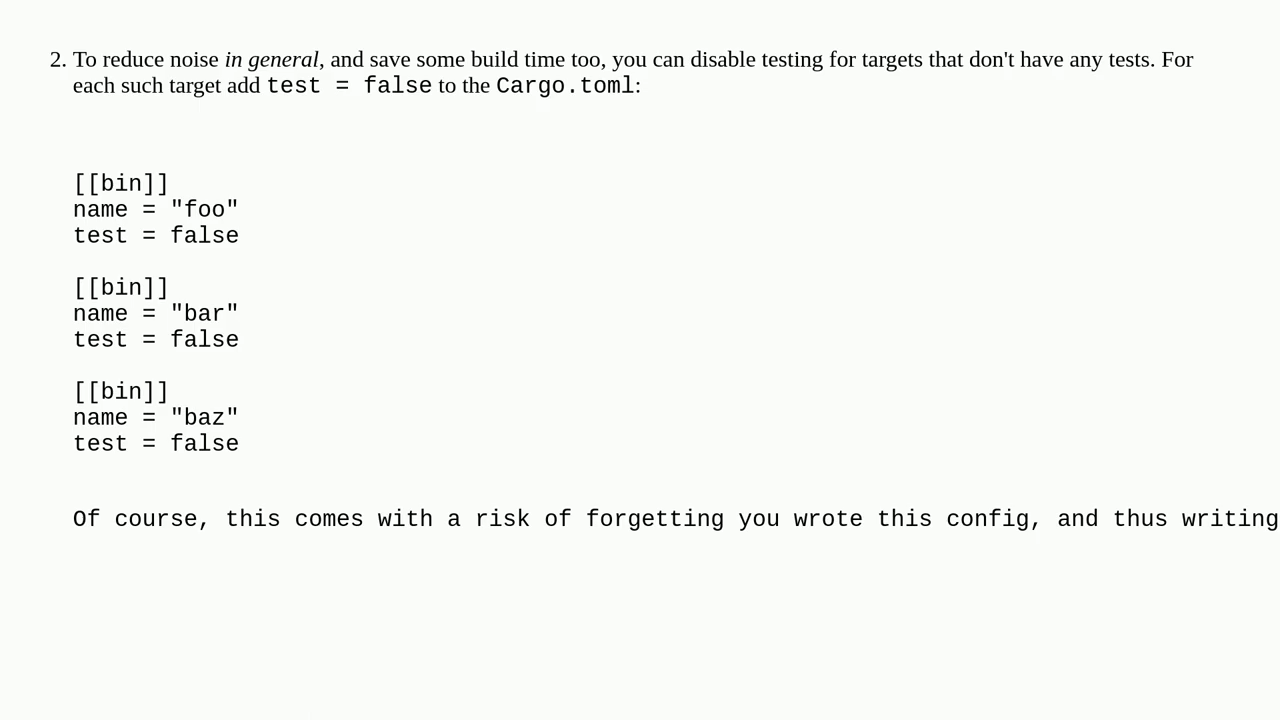 2. To reduce noise in general, and save some build time too, you can disable testing for targets that don't have any tests. For
each such target add test = false to the Cargo.toml:
[[bin]]
name = "foo"
test = false
[[bin]]
name = "bar"
test = false
[[bin]]
name = "baz"
test = false
Of course, this comes with a risk of forgetting you wrote this config, and thus writing